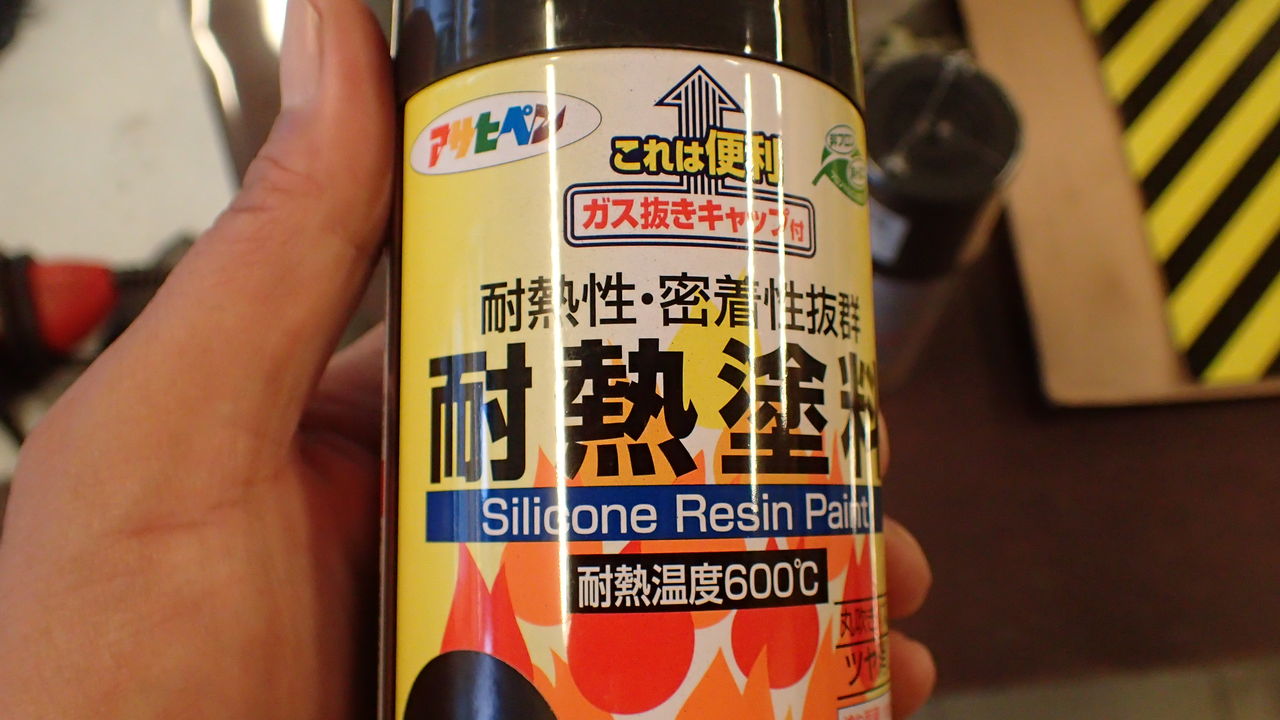 アサヒペン
これは便利
ガス抜きキャップ付
耐熱性・密着性抜群
耐熱塗料
Silicone Resin Paint
耐熱温度600℃
ツヤ